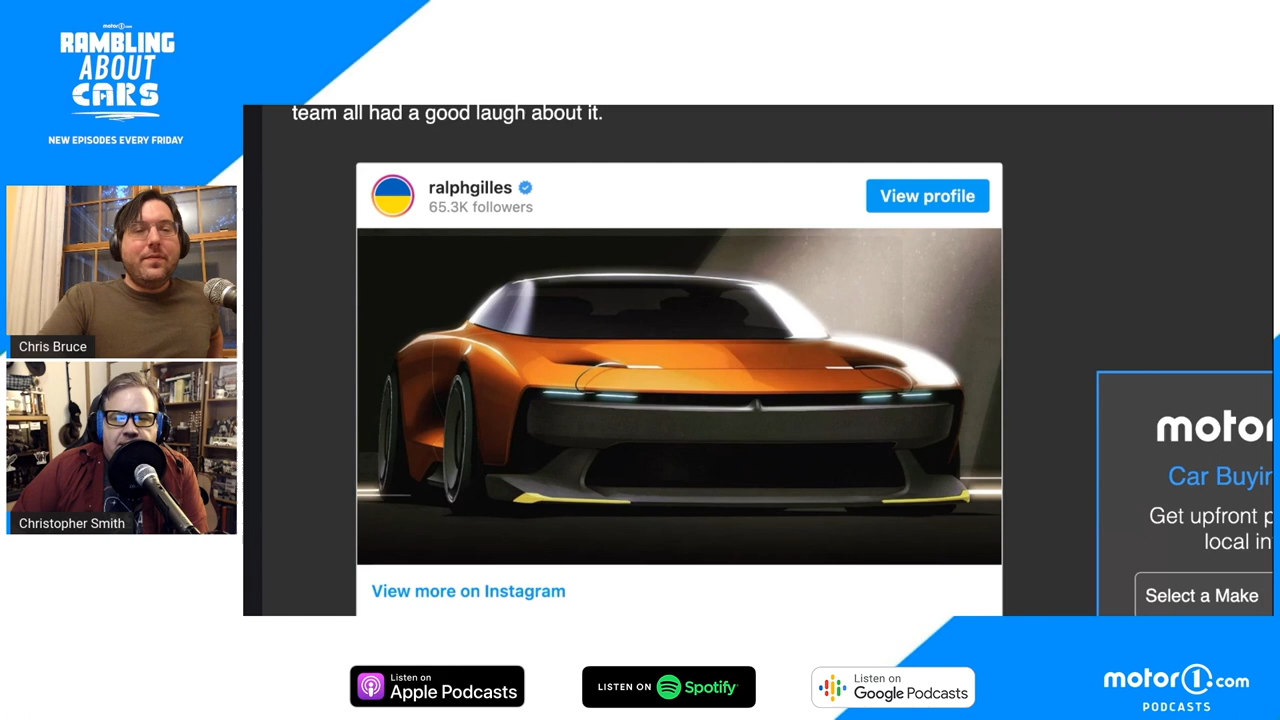 motor1.com
RAMBLING
ABOUT
CARS
NEW EPISODES EVERY FRIDAY
Chris Bruce
Christopher Smith
team all had a good laugh about it.
ralphgilles
65.3K followers
View profile
View more on Instagram
motor
Car Buyin
Get upfront p
local in
Select a Make
Listen on
Apple Podcasts
LISTEN ON Spotify
Listen on
Google Podcasts
motor1.com
PODCASTS